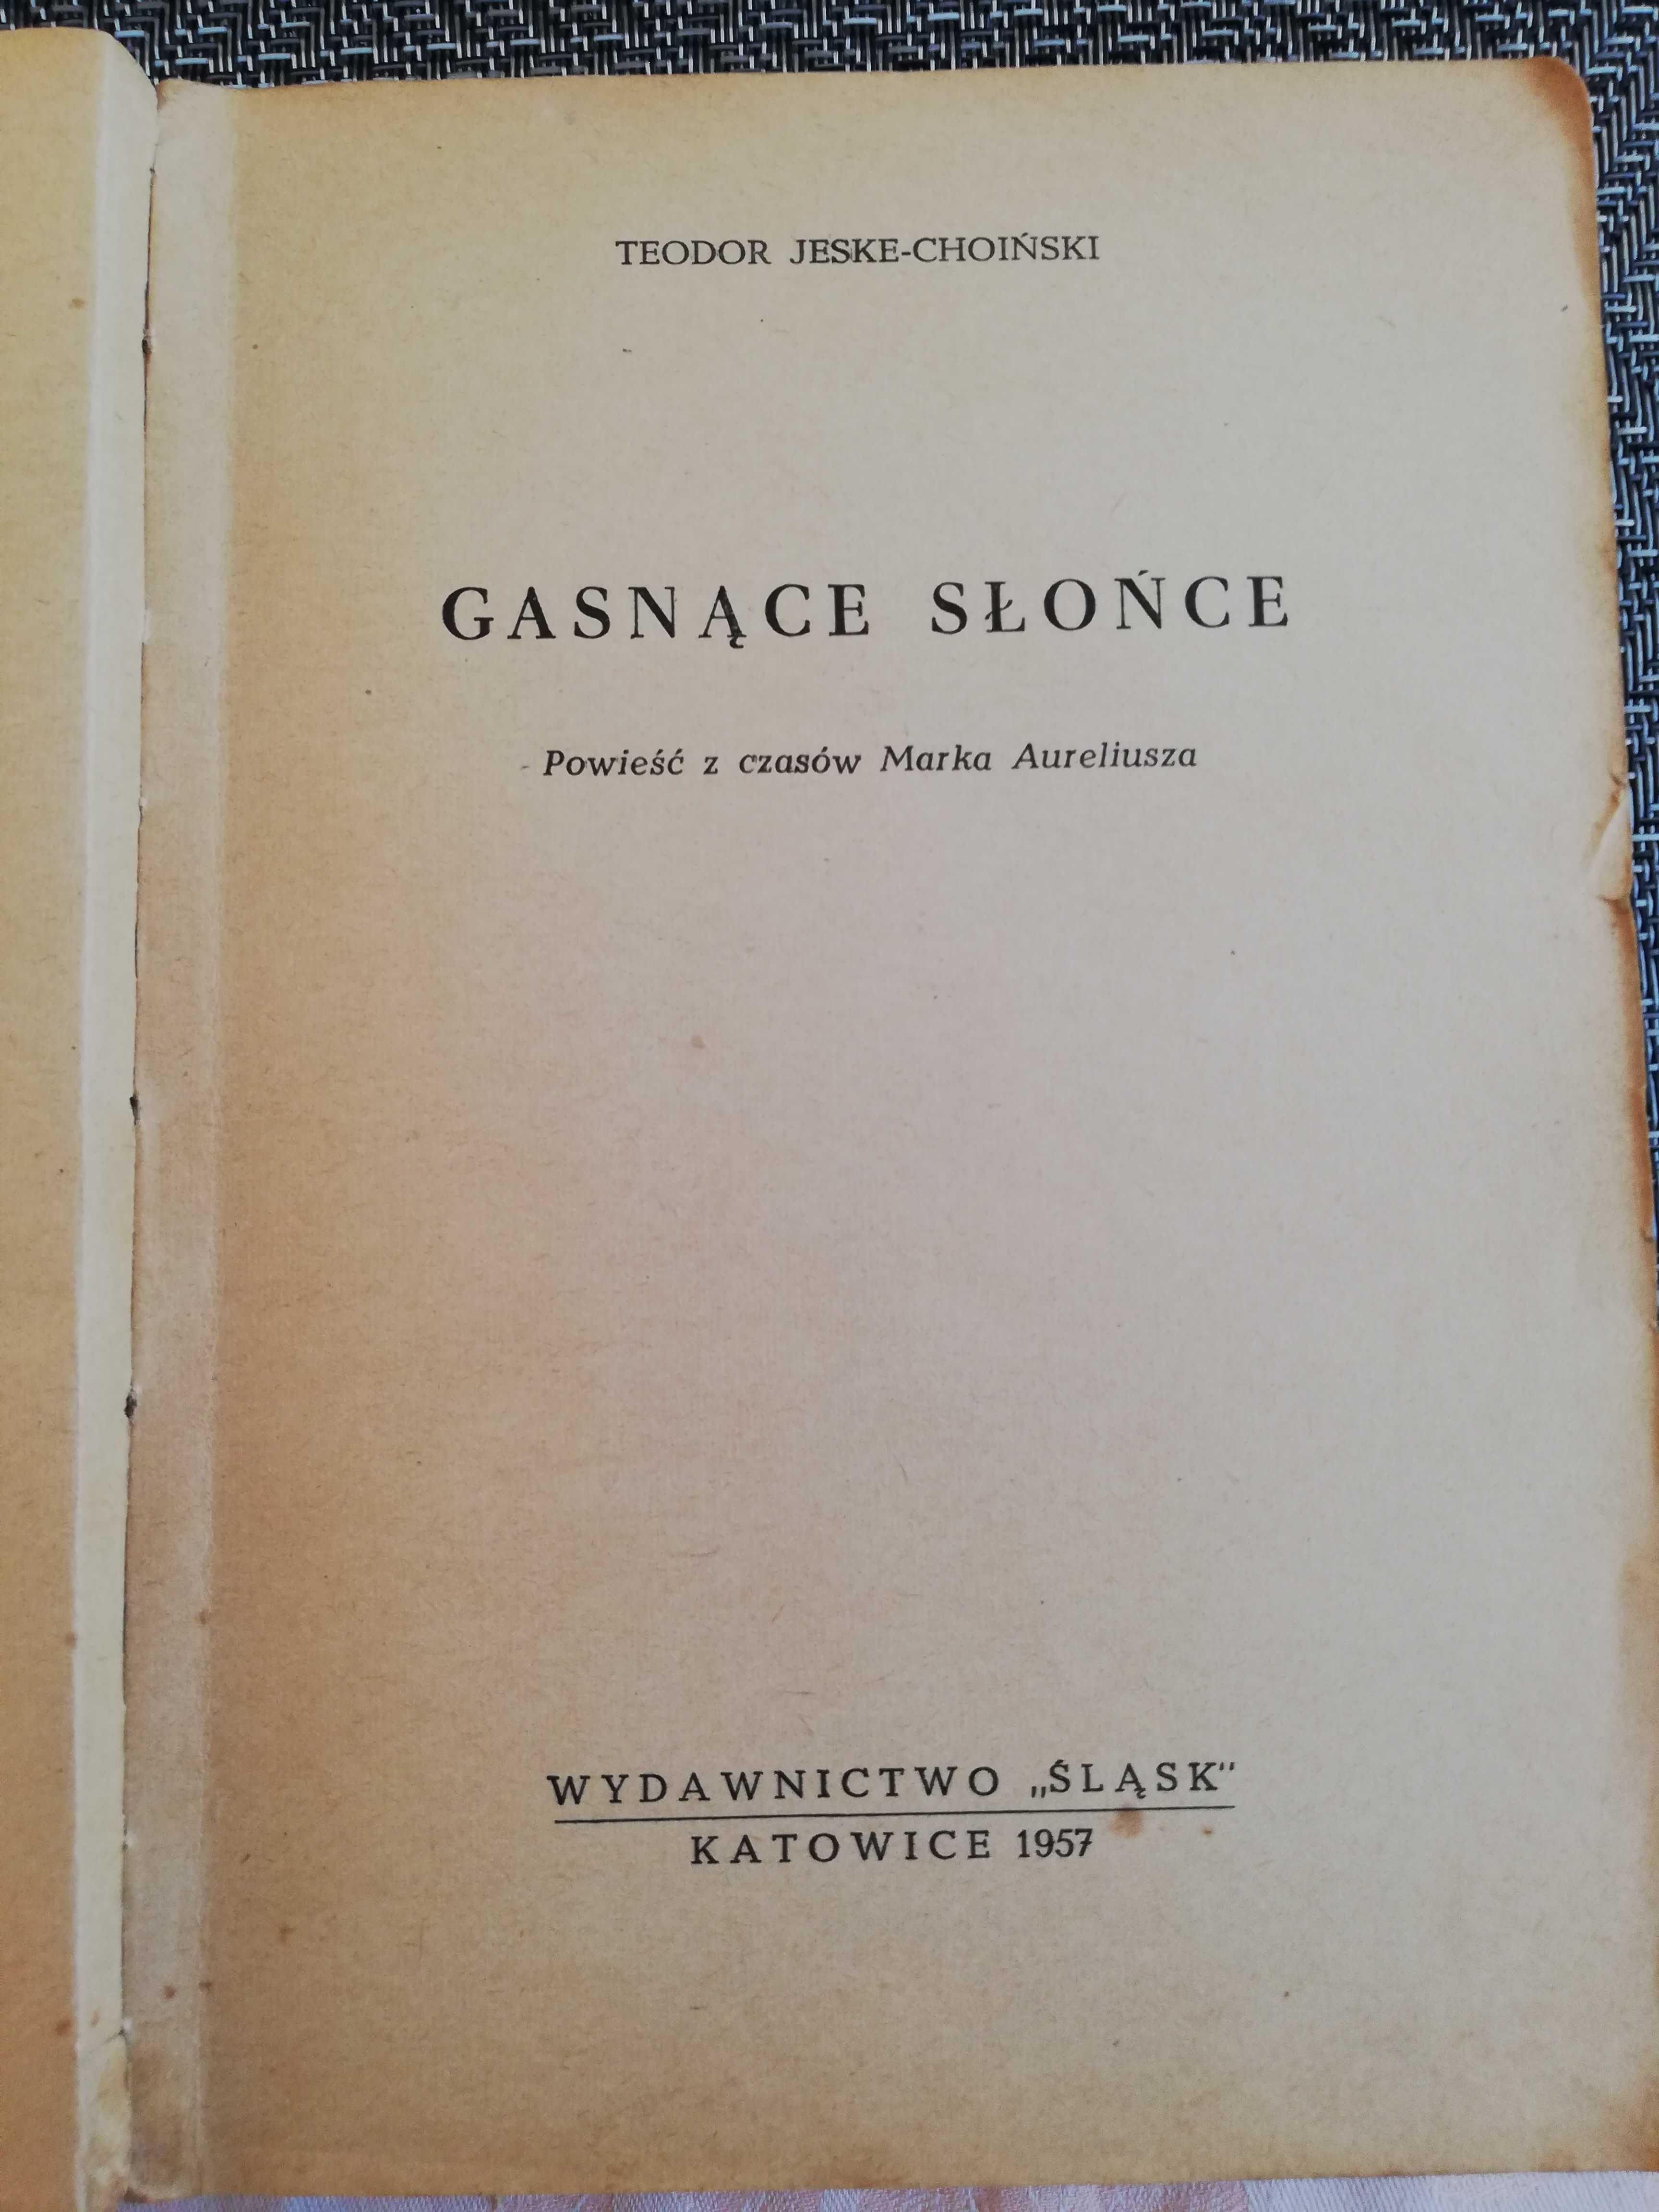 TEODOR JESKE-CHOIŃSKI
GASNĄCE SŁOŃCE
Powieść z czasów Marka Aureliusza
WYDAWNICTWO „ŚLĄSK"
KATOWICE 1957